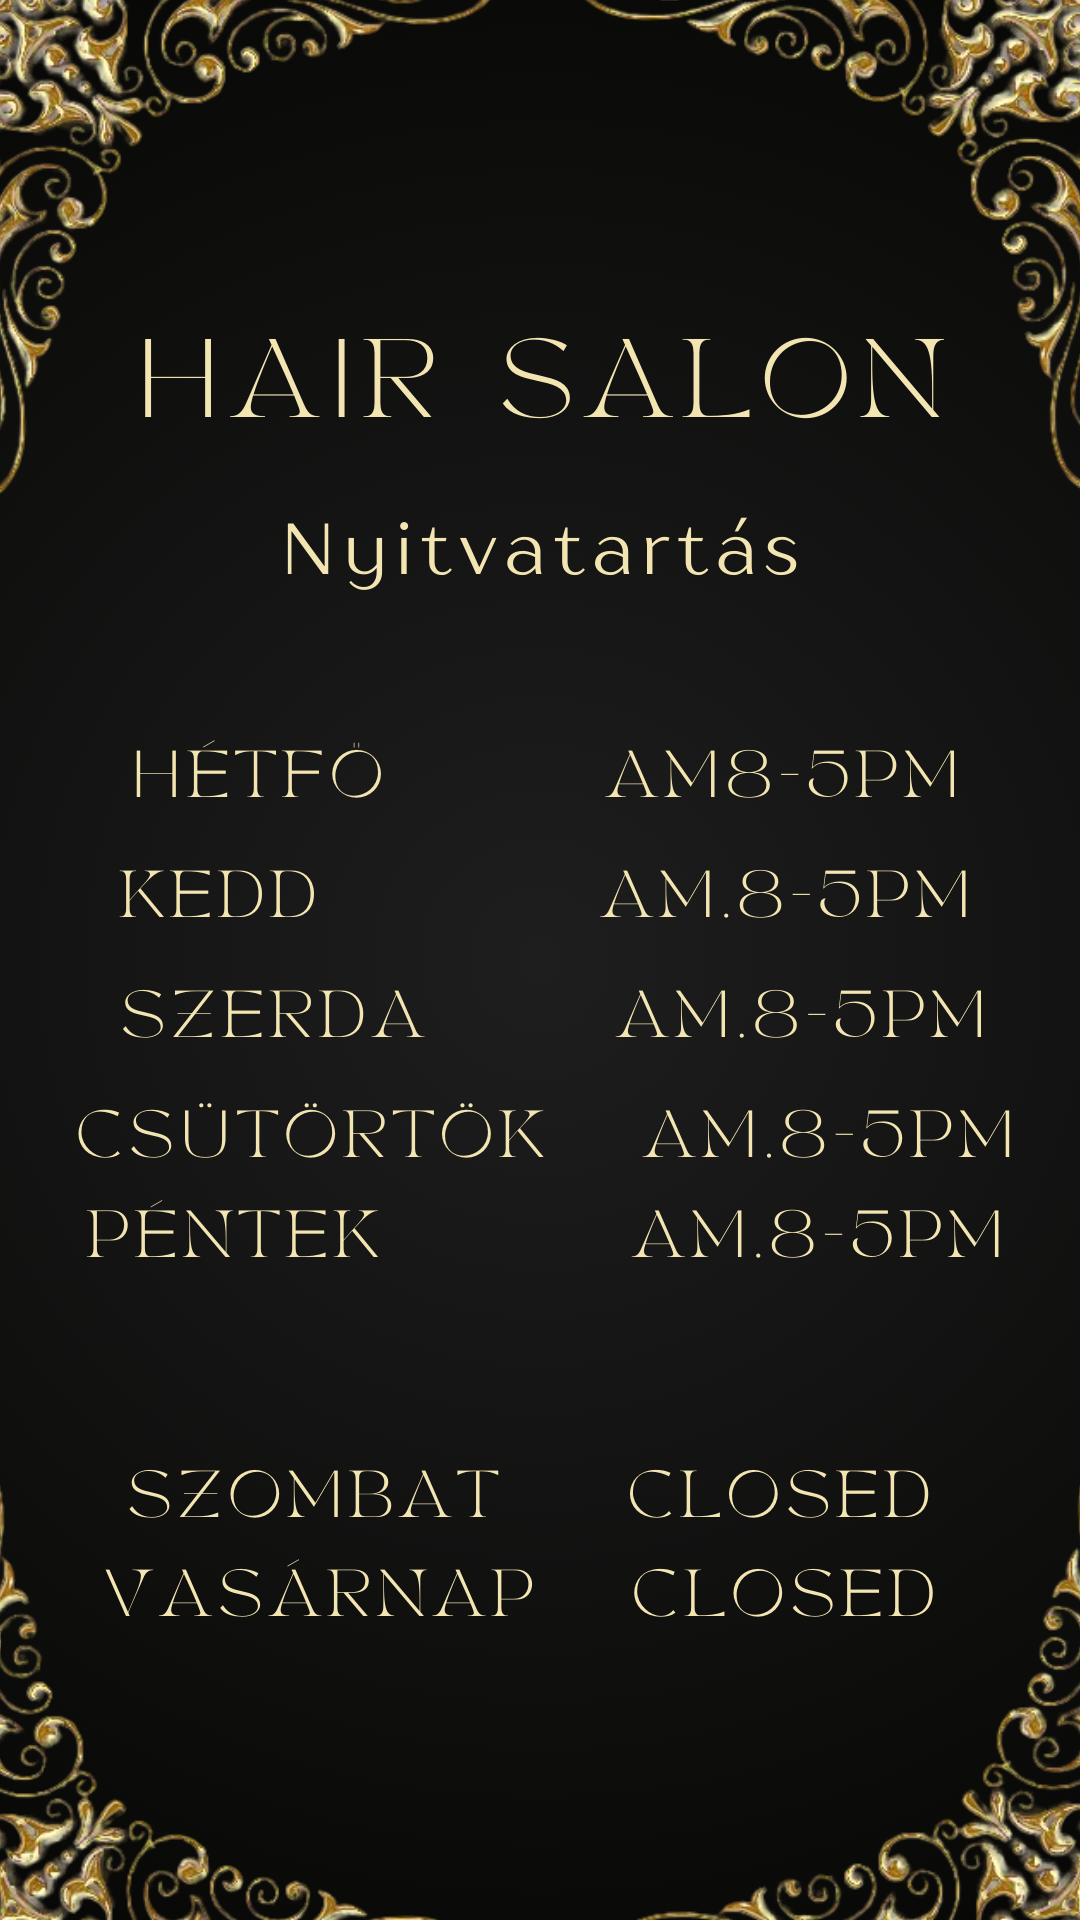 HAIR SALON
Nyitvatartás
HÉTFŐ AM8-5PM
KEDD AM.8-5PM
SZERDA AM.8-5PM
CSÜTÖRTÖK AM.8-5PM
PÉNTEK AM.8-5PM
SZOMBAT CLOSED
VASÁRNAP CLOSED